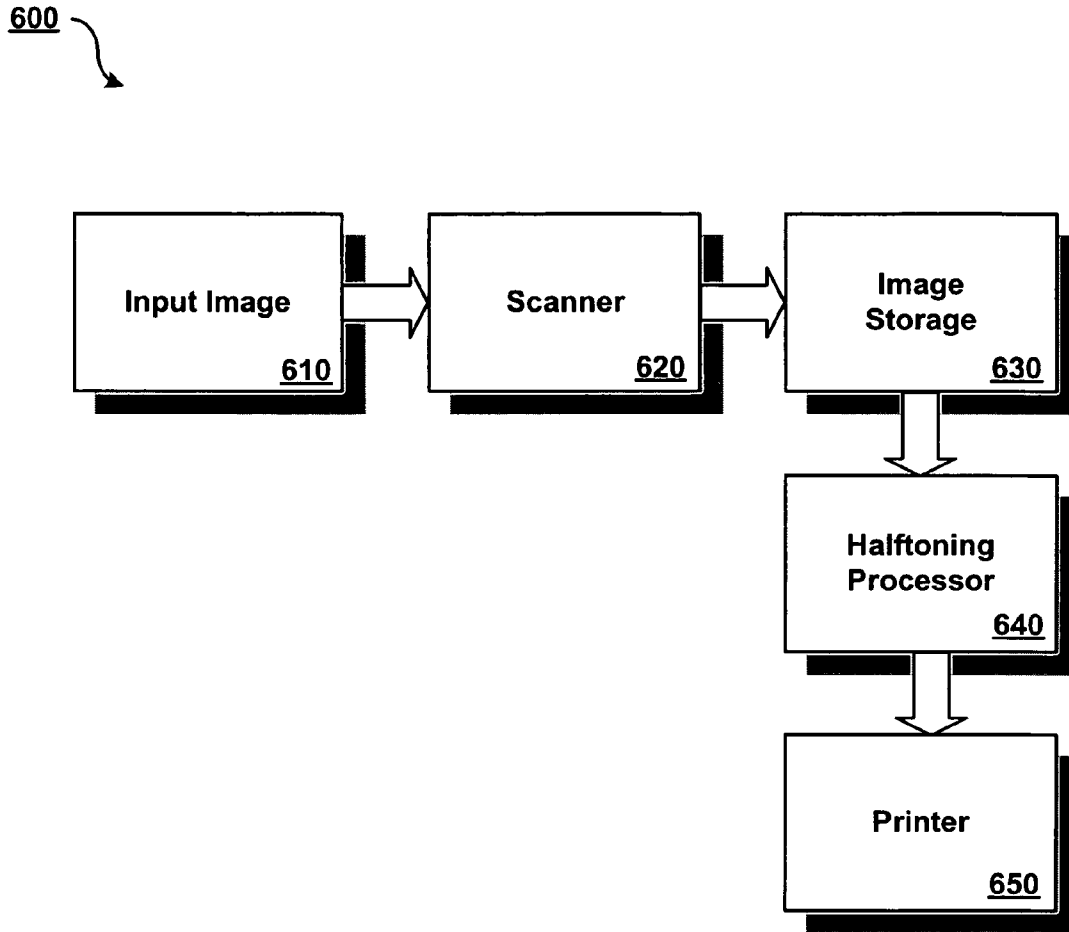 600
Input Image
610
Scanner
620
Image
Storage
630
Halftoning
Processor
640
Printer
650